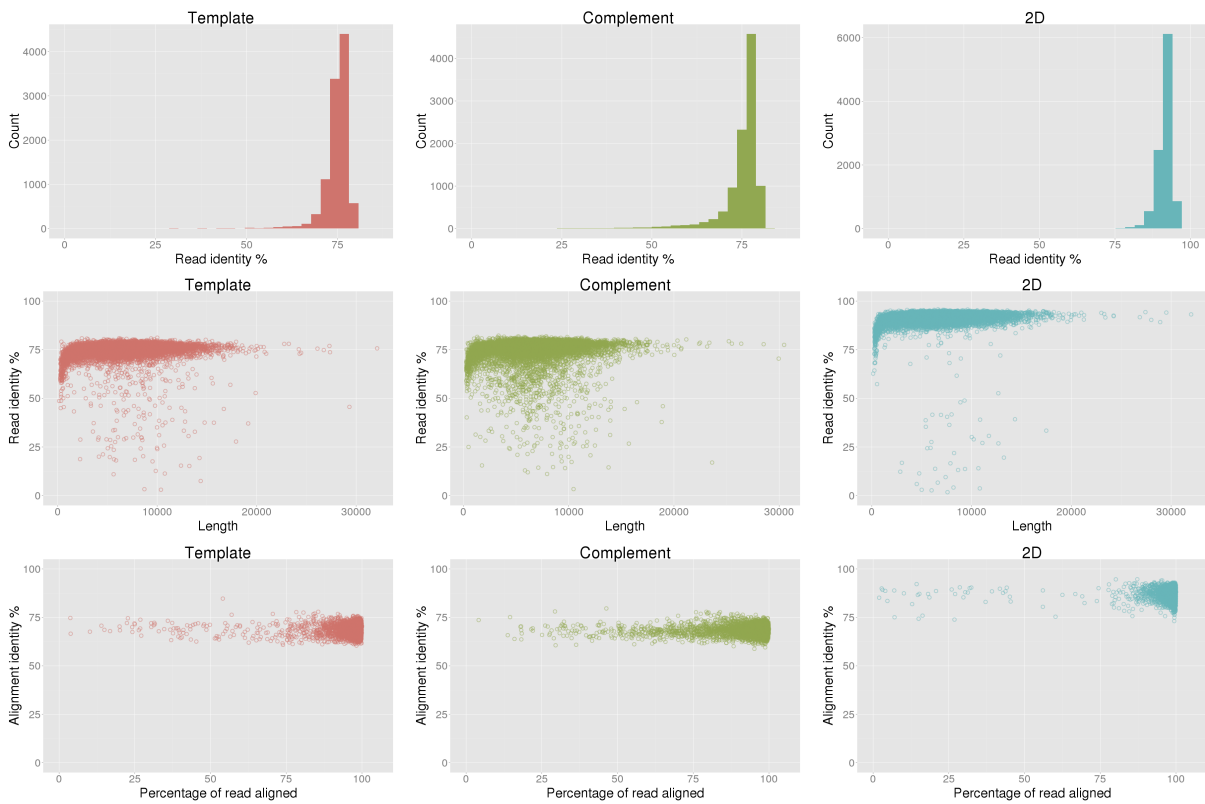 Template Complement 2D
Count
4000
3000
2000
1000
0
0 25 50 75
Read identity %
Count
4000
3000
2000
1000
0
0 25 50 75
Read identity %
Count
6000
4000
2000
0
0 25 50 75 100
Read identity %
Template Complement 2D
Read identity %
100
75
50
25
0
0 10000 20000 30000
Length
Read identity %
100
75
50
25
0
0 10000 20000 30000
Length
Read identity %
100
75
50
25
0
0 10000 20000 30000
Length
Template Complement 2D
Alignment identity %
100
75
50
25
0
0 25 50 75 100
Percentage of read aligned
Alignment identity %
100
75
50
25
0
0 25 50 75 100
Percentage of read aligned
Alignment identity %
100
75
50
25
0
0 25 50 75 100
Percentage of read aligned